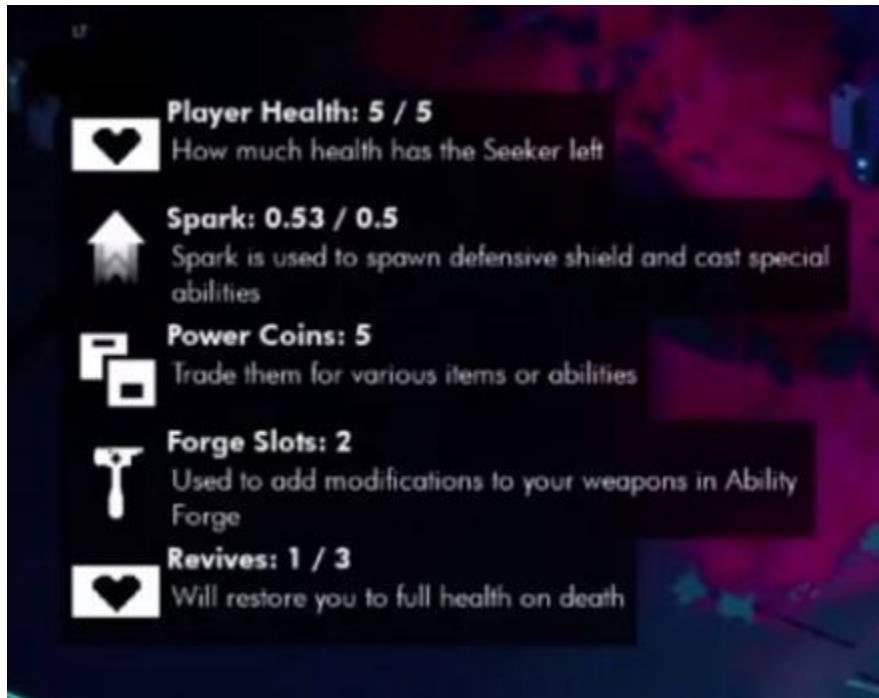 LT
Player Health: 5 / 5
How much health has the Seeker left
Spark: 0.53 / 0.5
Spark is used to spawn defensive shield and cast special
abilities
Power Coins: 5
Trade them for various items or abilities
Forge Slots: 2
Used to add modifications to your weapons in Ability
Forge
Revives: 1 / 3
Will restore you to full health on death